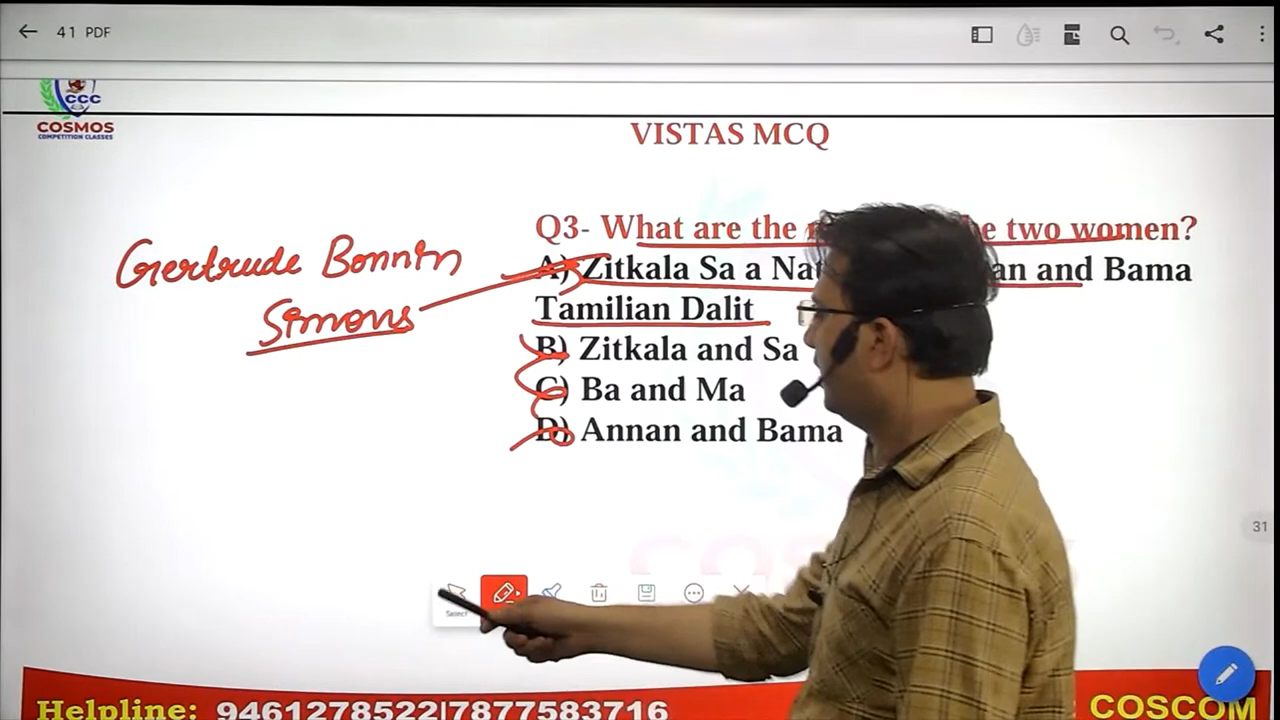 41 PDF
CCC
COSMOS
COMPETITION CLASSES
VISTAS MCQ
Q3- What are the e two women?
A) Zitkala Sa a Nat an and Bama
Tamilian Dalit
B) Zitkala and Sa
C) Ba and Ma
D) Annan and Bama
Gertrude Bonnin
Simons
31
Select
Helpline: 9461278522|7877583716
COSCOM